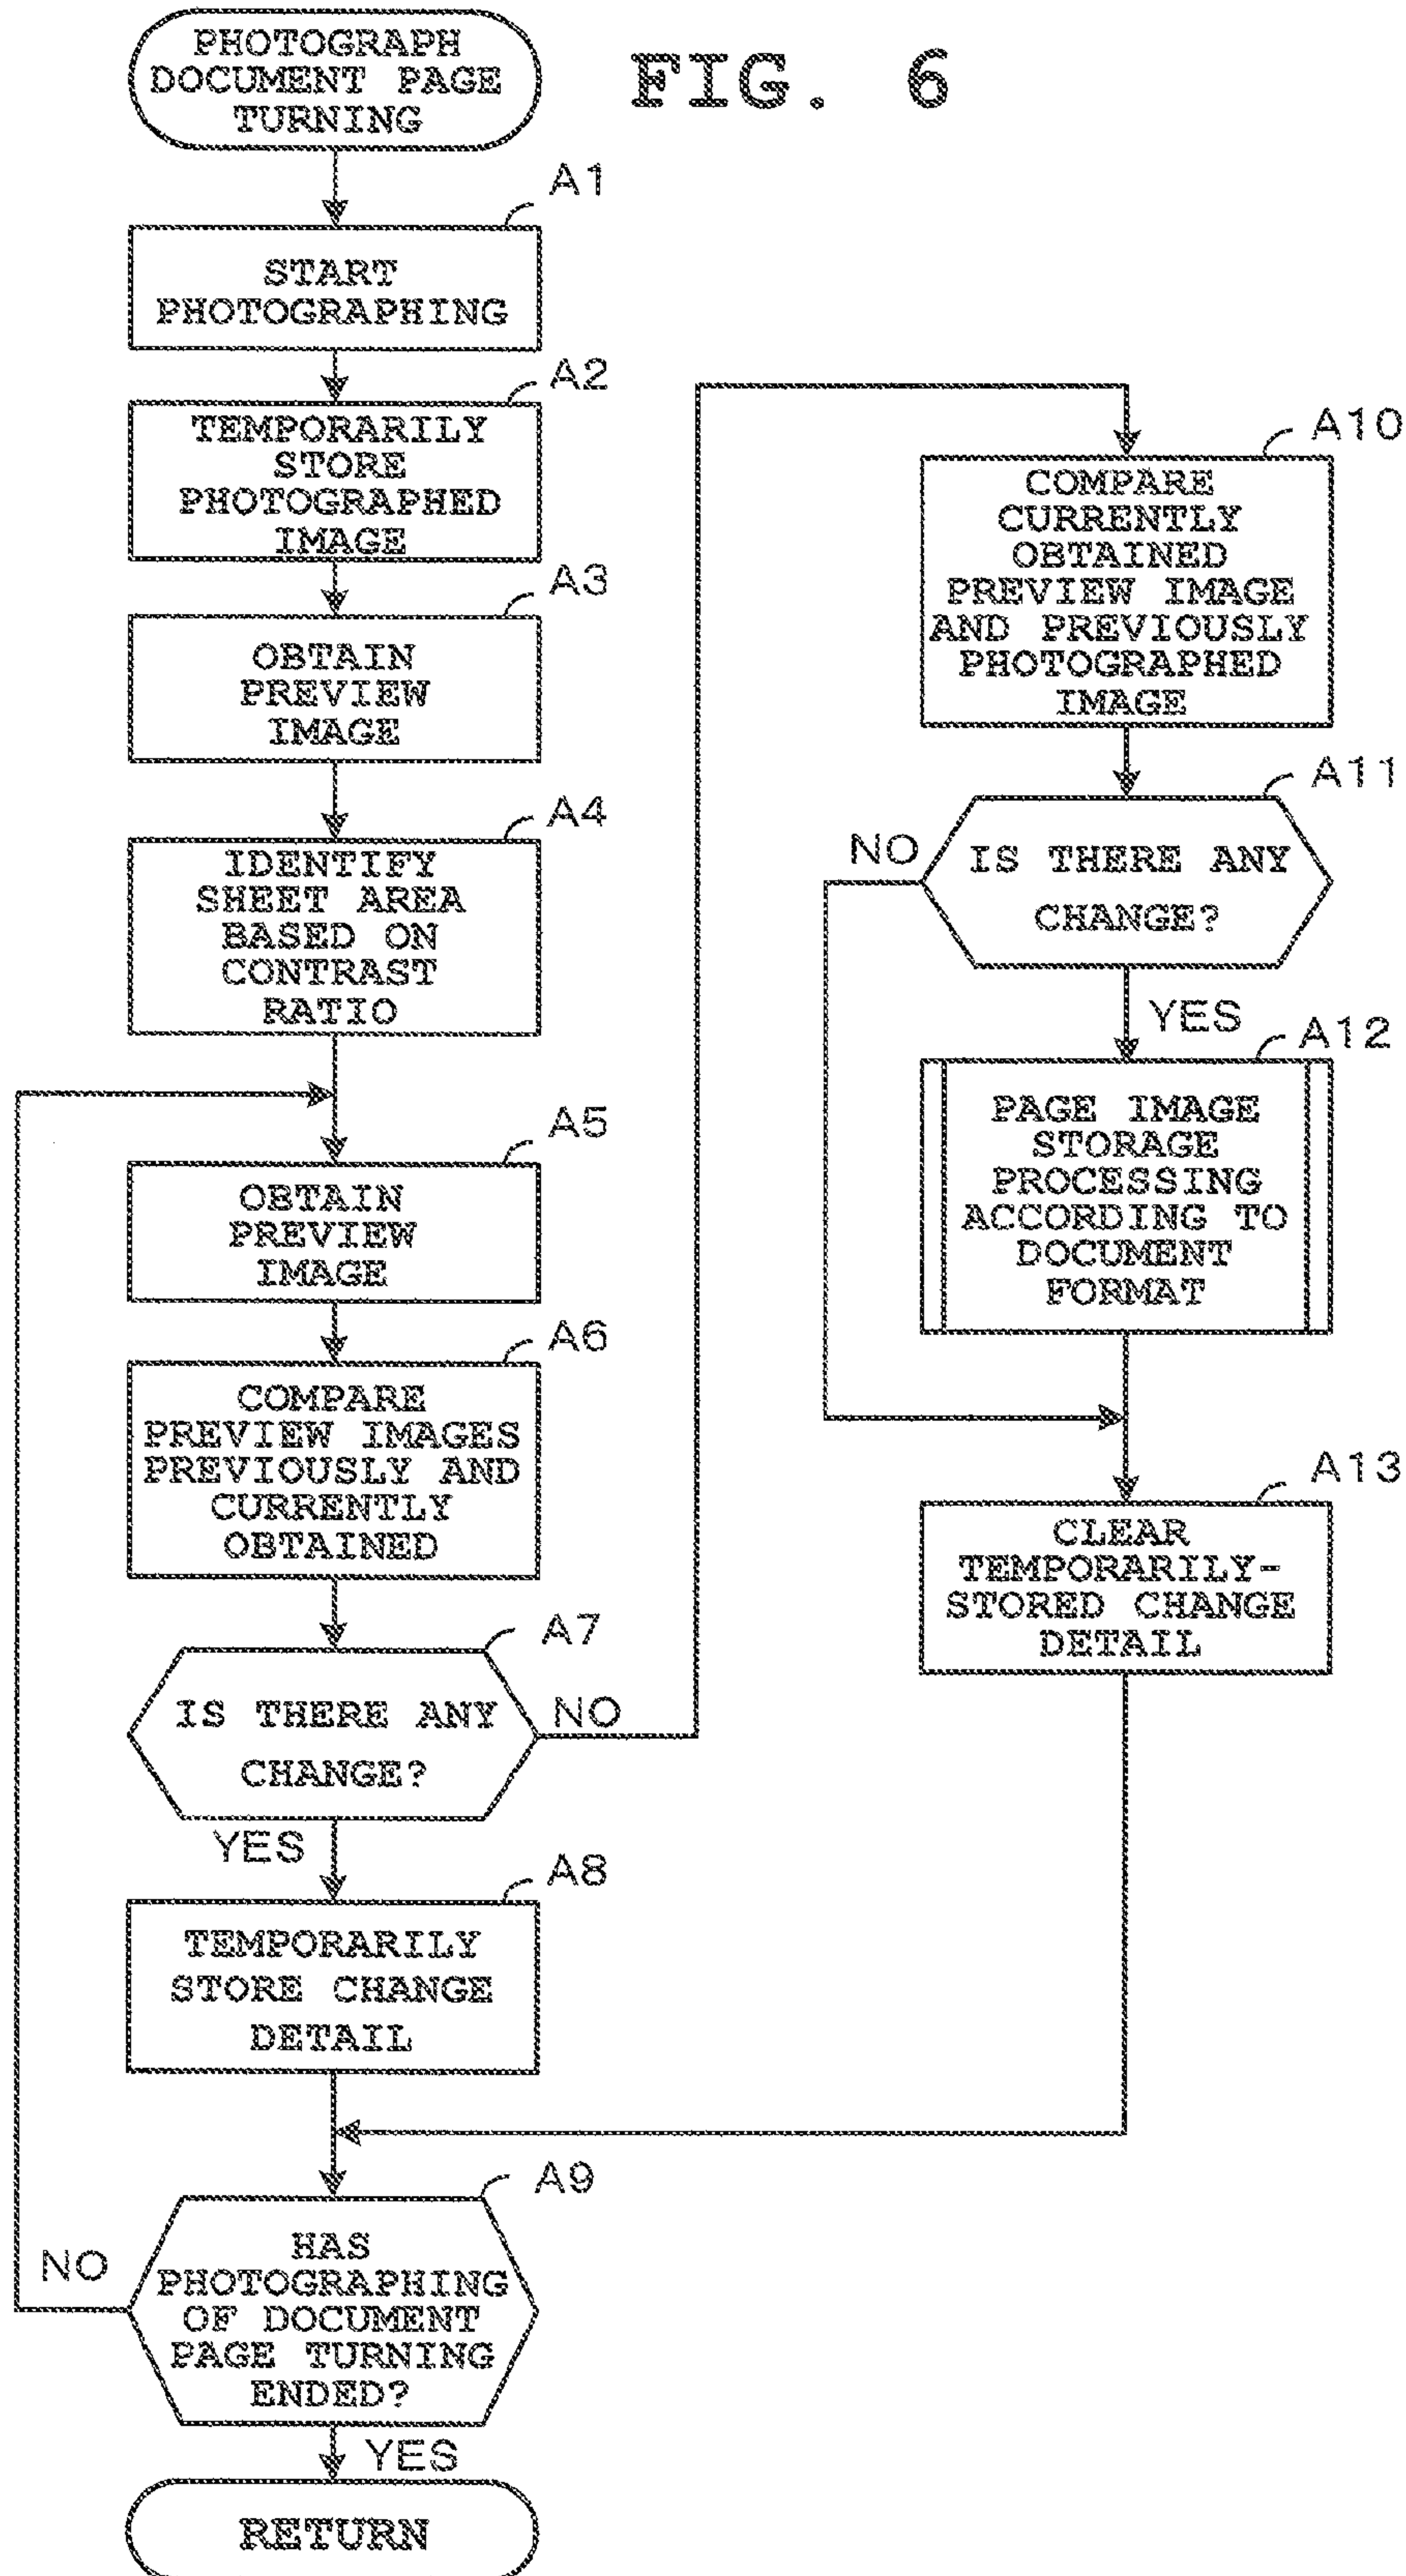 PHOTOGRAPH
DOCUMENT PAGE
TURNING
FIG. 6
A1
START
PHOTOGRAPHING
A2
TEMPORARILY
STORE
PHOTOGRAPHED
IMAGE
A3
OBTAIN
PREVIEW
IMAGE
A4
IDENTIFY
SHEET AREA
BASED ON
CONTRAST
RATIO
A5
OBTAIN
PREVIEW
IMAGE
A6
COMPARE
PREVIEW IMAGES
PREVIOUSLY AND
CURRENTLY
OBTAINED
A7
IS THERE ANY
CHANGE?
NO
YES
A8
TEMPORARILY
STORE CHANGE
DETAIL
A9
HAS
PHOTOGRAPHING
OF DOCUMENT
PAGE TURNING
ENDED?
NO
YES
RETURN
A10
COMPARE
CURRENTLY
OBTAINED
PREVIEW IMAGE
AND PREVIOUSLY
PHOTOGRAPHED
IMAGE
A11
IS THERE ANY
CHANGE?
NO
YES
A12
PAGE IMAGE
STORAGE
PROCESSING
ACCORDING TO
DOCUMENT
FORMAT
A13
CLEAR
TEMPORARILY-
STORED CHANGE
DETAIL